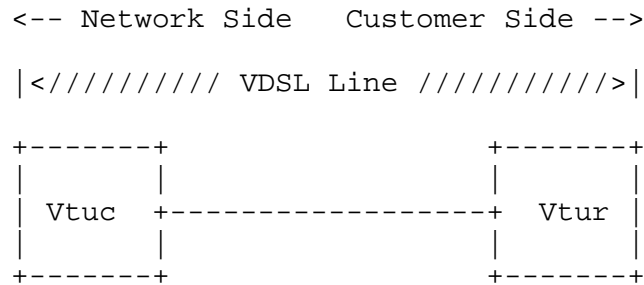 <-- Network Side   Customer Side -->
|<////////// VDSL Line ///////////>|
+-------+                  +-------+
|       |                  |       |
| Vtuc  +------------------+  Vtur |
|       |                  |       |
+-------+                  +-------+